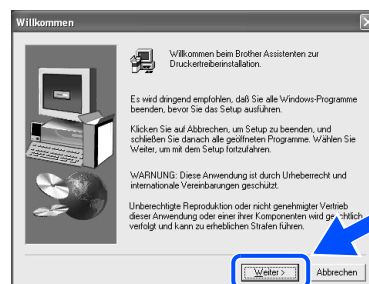 Willkommen
Willkommen beim Brother Assistenten zur
Druckertreiberinstallation.
Es wird dringend empfohlen, daß Sie alle Windows-Programme
beenden, bevor Sie das Setup ausführen.
Klicken Sie auf Abbrechen, um Setup zu beenden, und
schließen Sie danach alle geöffneten Programme. Wählen Sie
Weiter, um mit dem Setup fortzufahren.
WARNUNG: Diese Anwendung ist durch Urheberrecht und
internationale Vereinbarungen geschützt.
Unberechtigte Reproduktion oder nicht genehmigter Vertrieb
dieser Anwendung oder einer ihrer Komponenten wird
verfolgt und kann zu erheblichen Strafen führen.
Weiter >
Abbrechen